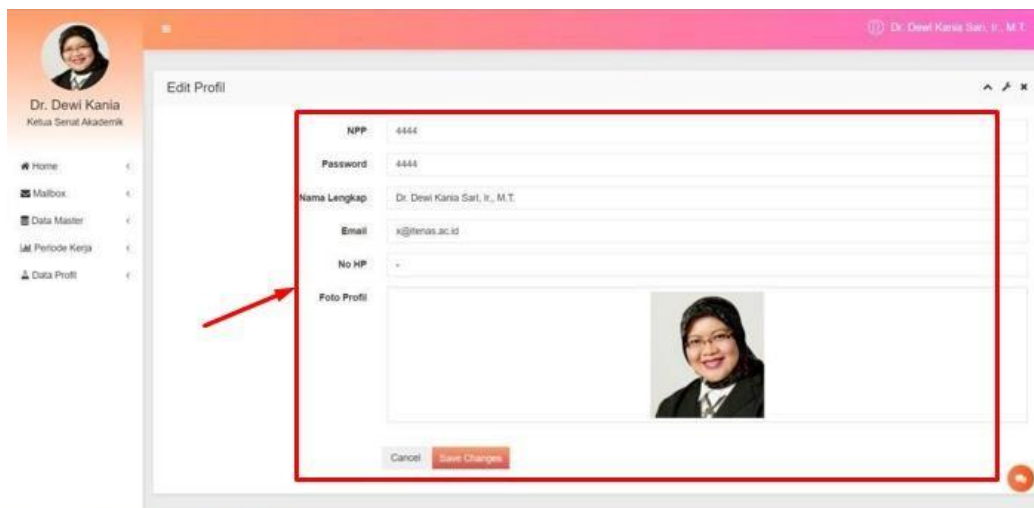 Dr. Dewi Kania Sari, Ir., M.T.
Dr. Dewi Kania
Ketua Senat Akademik
Home
Mailbox
Data Master
Periode Kerja
Data Profil
Edit Profil
NPP 4444
Password 4444
Nama Lengkap Dr. Dewi Kania Sari, Ir., M.T.
Email x@itenas.ac.id
No HP -
Foto Profil
Cancel Save Changes